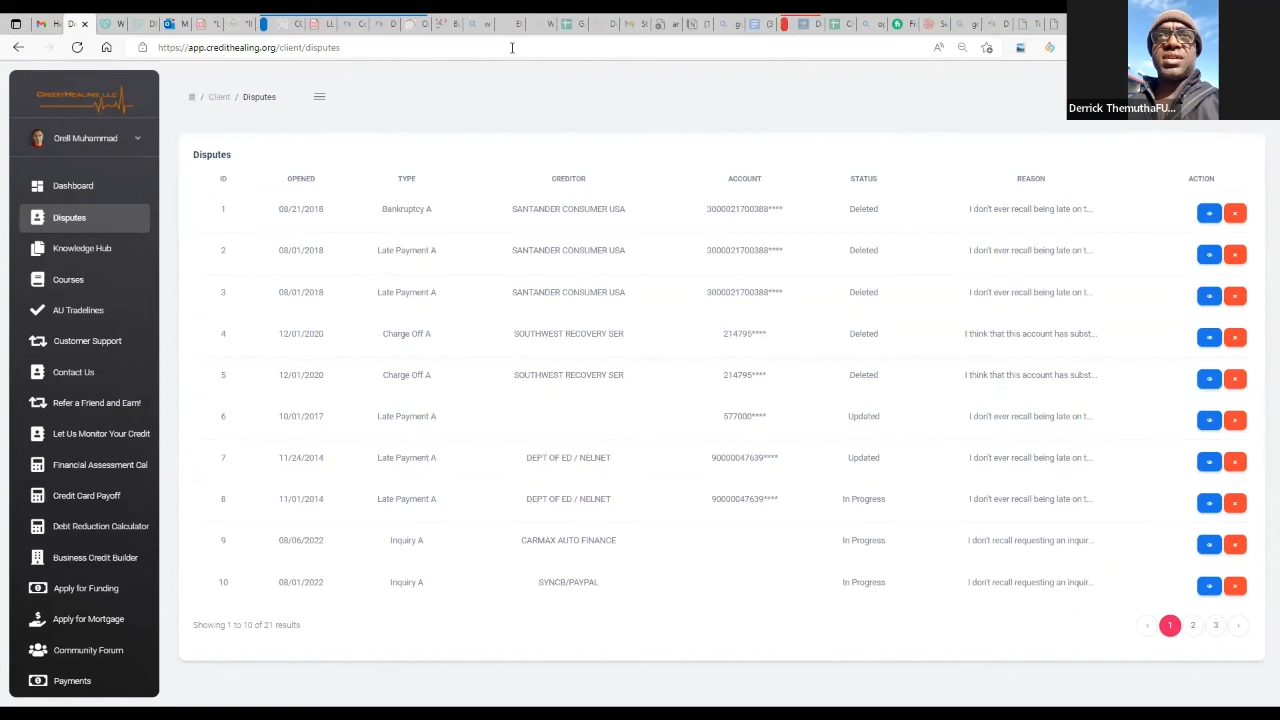 https://app.credithealing.org/client/disputes
Derrick ThemuthaFU...
CREDITHEALING, LLC
/ Client / Disputes
Orell Muhammad
Dashboard
Disputes
Knowledge Hub
Courses
AU Tradelines
Customer Support
Contact Us
Refer a Friend and Earn!
Let Us Monitor Your Credit
Financial Assessment Cal
Credit Card Payoff
Debt Reduction Calculator
Business Credit Builder
Apply for Funding
Apply for Mortgage
Community Forum
Payments
Disputes
ID OPENED TYPE CREDITOR ACCOUNT STATUS REASON ACTION
1 08/21/2018 Bankruptcy A SANTANDER CONSUMER USA 3000021700388**** Deleted I don't ever recall being late on t...
2 08/01/2018 Late Payment A SANTANDER CONSUMER USA 3000021700388**** Deleted I don't ever recall being late on t...
3 08/01/2018 Late Payment A SANTANDER CONSUMER USA 3000021700388**** Deleted I don't ever recall being late on t...
4 12/01/2020 Charge Off A SOUTHWEST RECOVERY SER 214795**** Deleted I think that this account has subst...
5 12/01/2020 Charge Off A SOUTHWEST RECOVERY SER 214795**** Deleted I think that this account has subst...
6 10/01/2017 Late Payment A 577000**** Updated I don't ever recall being late on t...
7 11/24/2014 Late Payment A DEPT OF ED / NELNET 90000047639**** Updated I don't ever recall being late on t...
8 11/01/2014 Late Payment A DEPT OF ED / NELNET 90000047639**** In Progress I don't ever recall being late on t...
9 08/06/2022 Inquiry A CARMAX AUTO FINANCE In Progress I don't recall requesting an inquir...
10 08/01/2022 Inquiry A SYNCB/PAYPAL In Progress I don't recall requesting an inquir...
Showing 1 to 10 of 21 results
‹ 1 2 3 ›